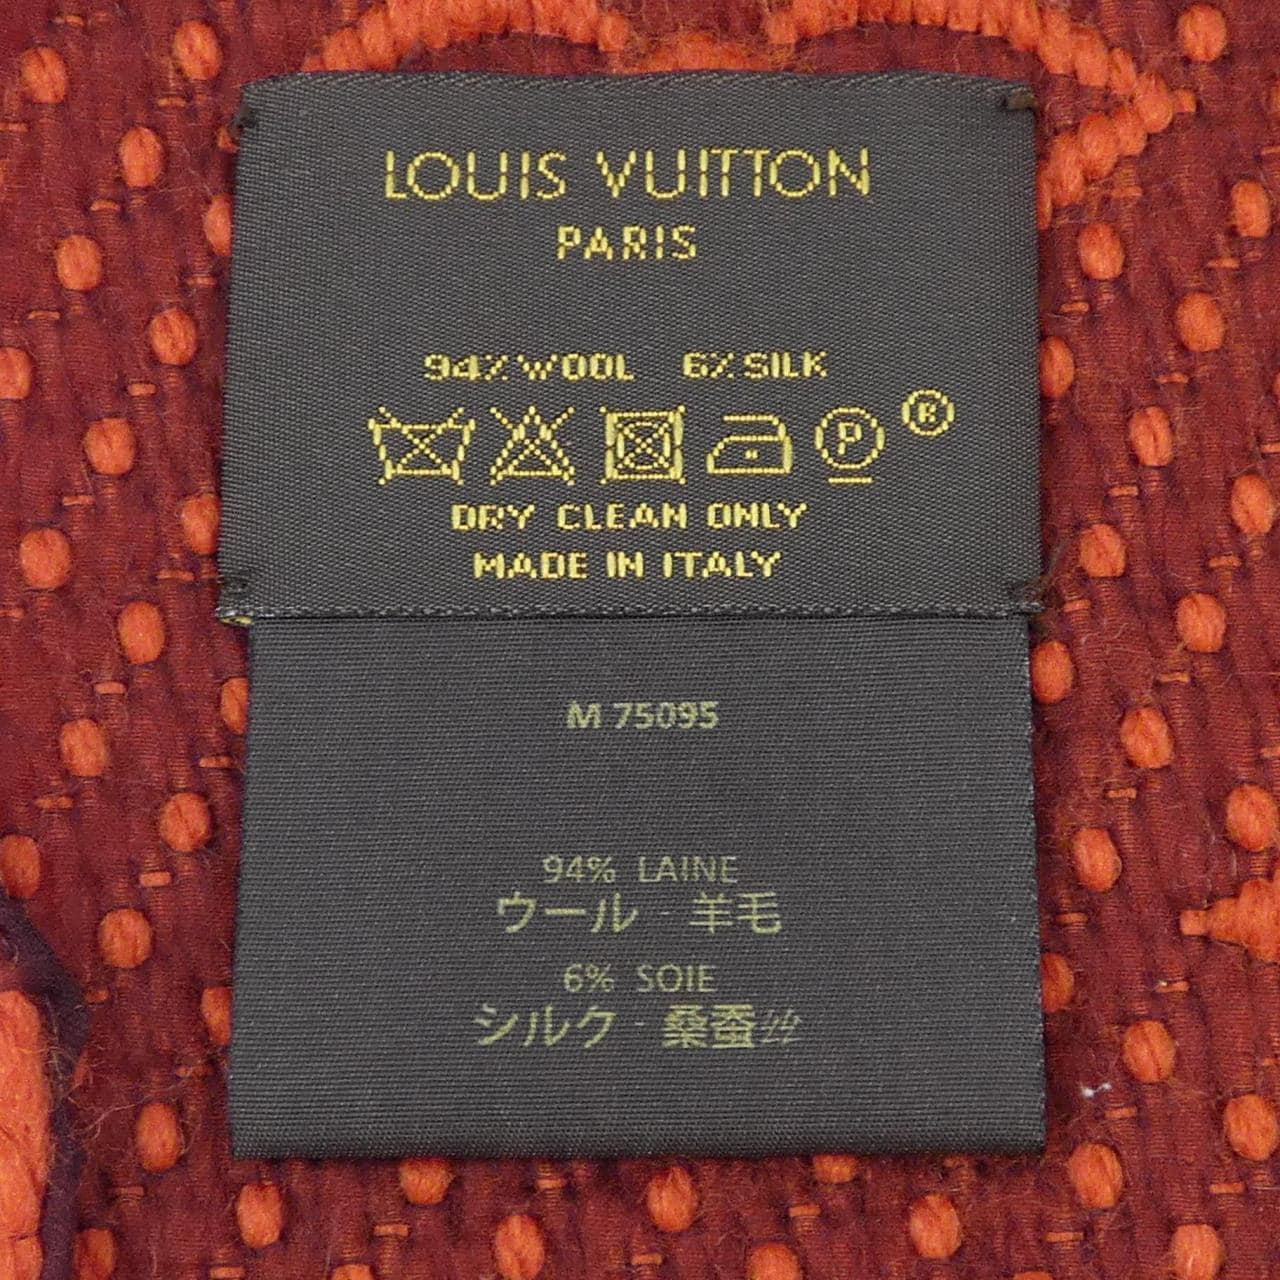 LOUIS VUITTON
PARIS
94% WOOL 6% SILK
P ®
DRY CLEAN ONLY
MADE IN ITALY
M 75095
94% LAINE
ウール - 羊毛
6% SOIE
シルク - 桑蚕丝